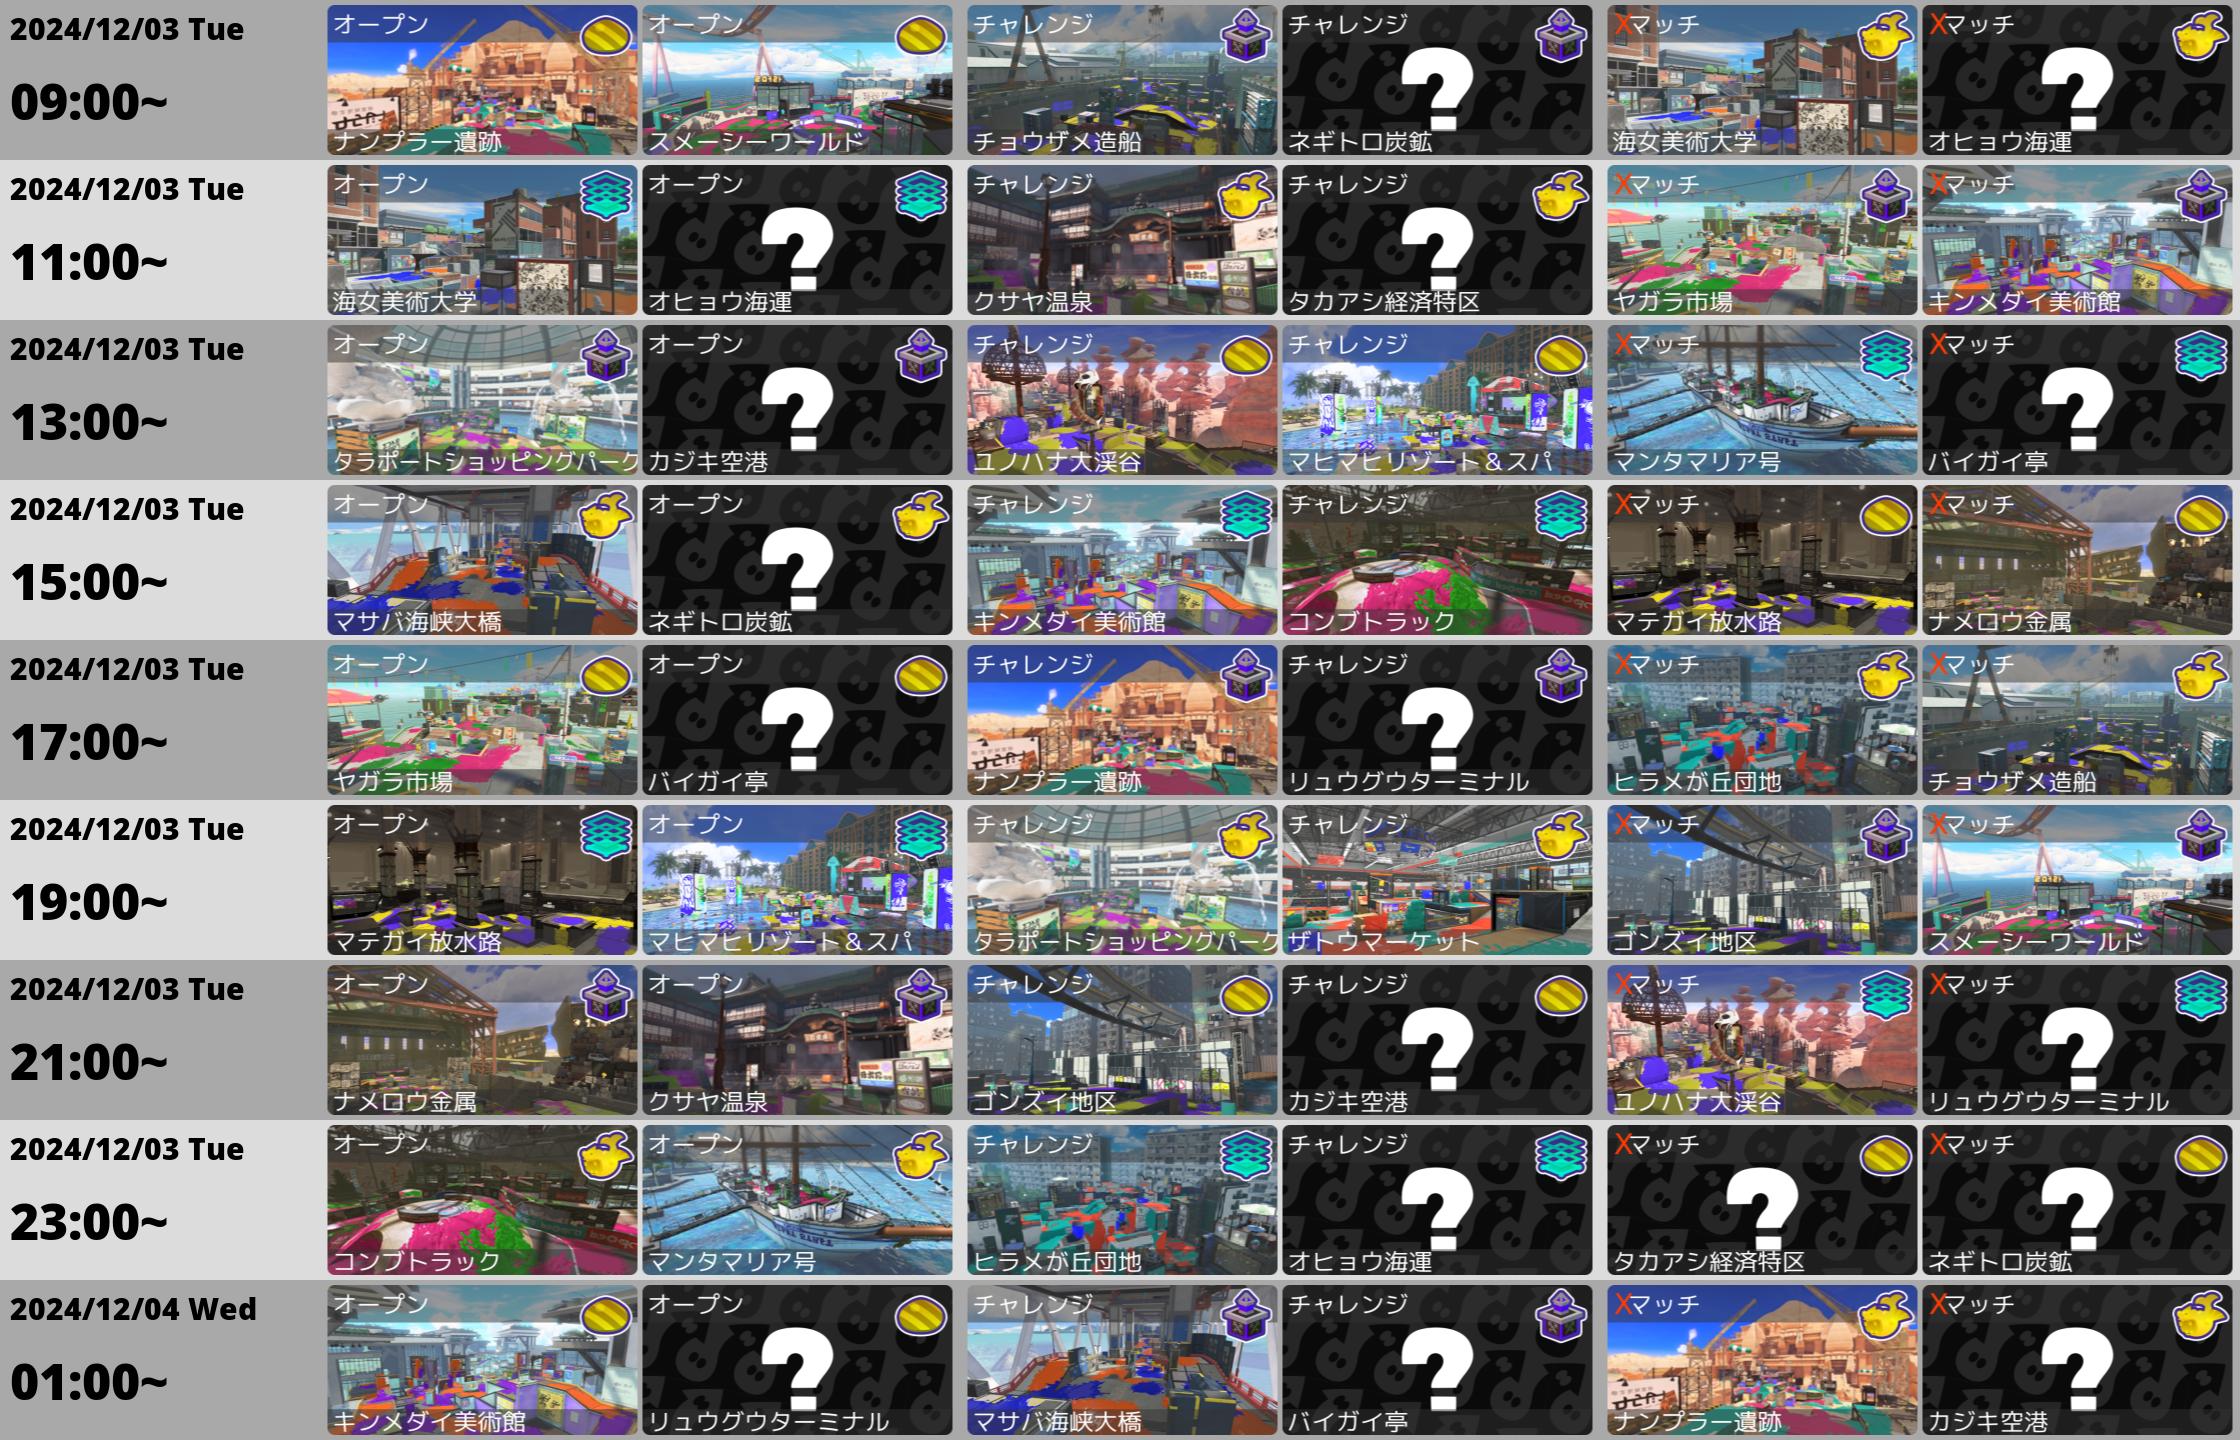 2024/12/03 Tue
09:00~
オープン
ナンプラー遺跡
オープン
スメーシーワールド
チャレンジ
チョウザメ造船
チャレンジ
ネギトロ炭鉱
Xマッチ
海女美術大学
Xマッチ
オヒョウ海運
2024/12/03 Tue
11:00~
オープン
海女美術大学
オープン
オヒョウ海運
チャレンジ
クサヤ温泉
チャレンジ
タカアシ経済特区
Xマッチ
ヤガラ市場
Xマッチ
キンメダイ美術館
2024/12/03 Tue
13:00~
オープン
タラポートショッピングパーク
オープン
カジキ空港
チャレンジ
ユノハナ大渓谷
チャレンジ
マヒマヒリゾート＆スパ
Xマッチ
マンタマリア号
Xマッチ
バイガイ亭
2024/12/03 Tue
15:00~
オープン
マサバ海峡大橋
オープン
ネギトロ炭鉱
チャレンジ
キンメダイ美術館
チャレンジ
コンブトラック
Xマッチ
マテガイ放水路
Xマッチ
ナメロウ金属
2024/12/03 Tue
17:00~
オープン
ヤガラ市場
オープン
バイガイ亭
チャレンジ
ナンプラー遺跡
チャレンジ
リュウグウターミナル
Xマッチ
ヒラメが丘団地
Xマッチ
チョウザメ造船
2024/12/03 Tue
19:00~
オープン
マテガイ放水路
オープン
マヒマヒリゾート＆スパ
チャレンジ
タラポートショッピングパーク
チャレンジ
ザトウマーケット
Xマッチ
ゴンズイ地区
Xマッチ
スメーシーワールド
2024/12/03 Tue
21:00~
オープン
ナメロウ金属
オープン
クサヤ温泉
チャレンジ
ゴンズイ地区
チャレンジ
カジキ空港
Xマッチ
ユノハナ大渓谷
Xマッチ
リュウグウターミナル
2024/12/03 Tue
23:00~
オープン
コンブトラック
オープン
マンタマリア号
チャレンジ
ヒラメが丘団地
チャレンジ
オヒョウ海運
Xマッチ
タカアシ経済特区
Xマッチ
ネギトロ炭鉱
2024/12/04 Wed
01:00~
オープン
キンメダイ美術館
オープン
リュウグウターミナル
チャレンジ
マサバ海峡大橋
チャレンジ
バイガイ亭
Xマッチ
ナンプラー遺跡
Xマッチ
カジキ空港